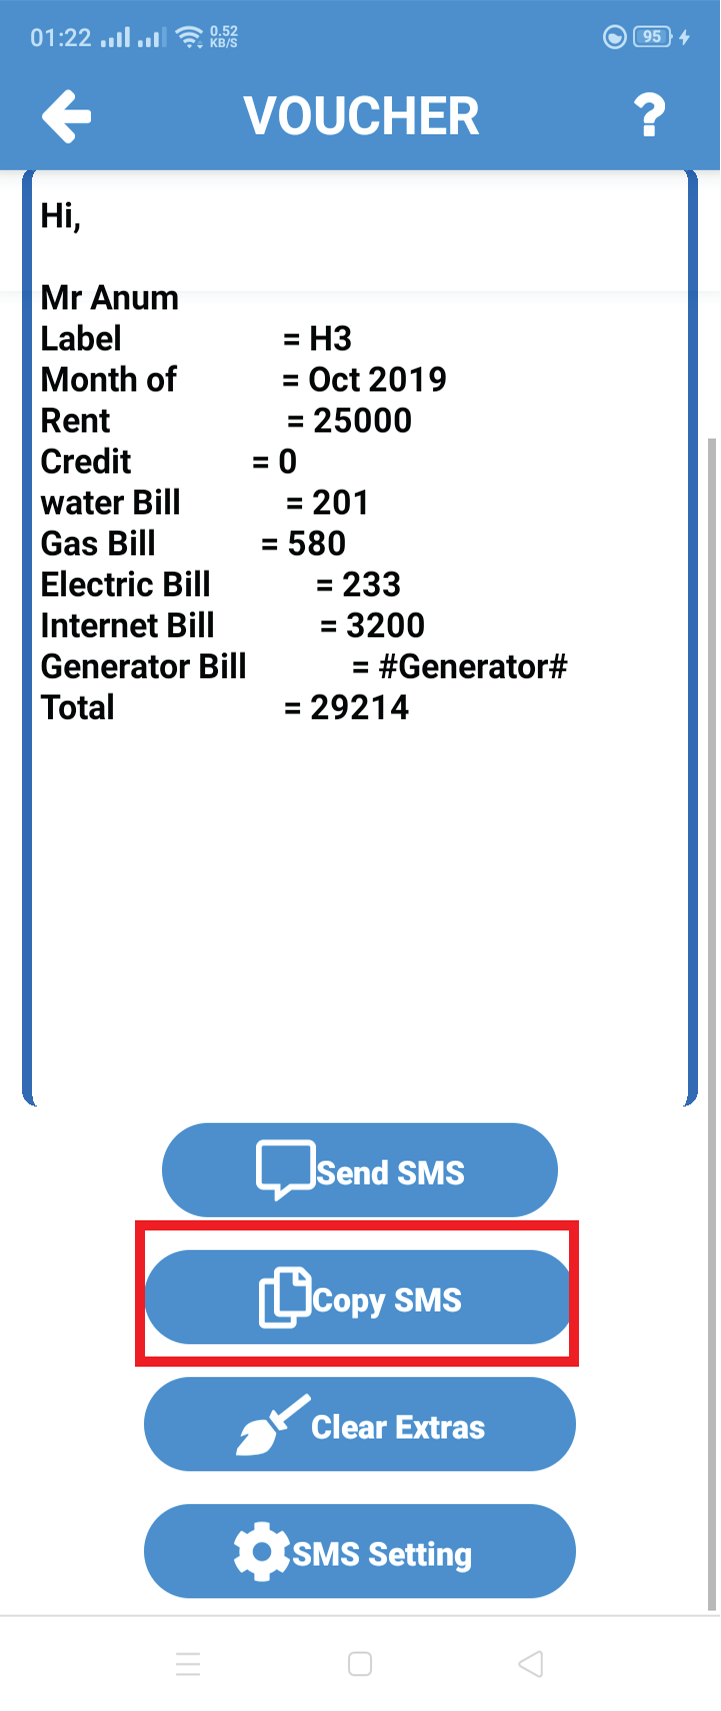 01:22 0.52 KB/S 95
VOUCHER ?
Hi,
Mr Anum
Label = H3
Month of = Oct 2019
Rent = 25000
Credit = 0
water Bill = 201
Gas Bill = 580
Electric Bill = 233
Internet Bill = 3200
Generator Bill = #Generator#
Total = 29214
Send SMS
Copy SMS
Clear Extras
SMS Setting